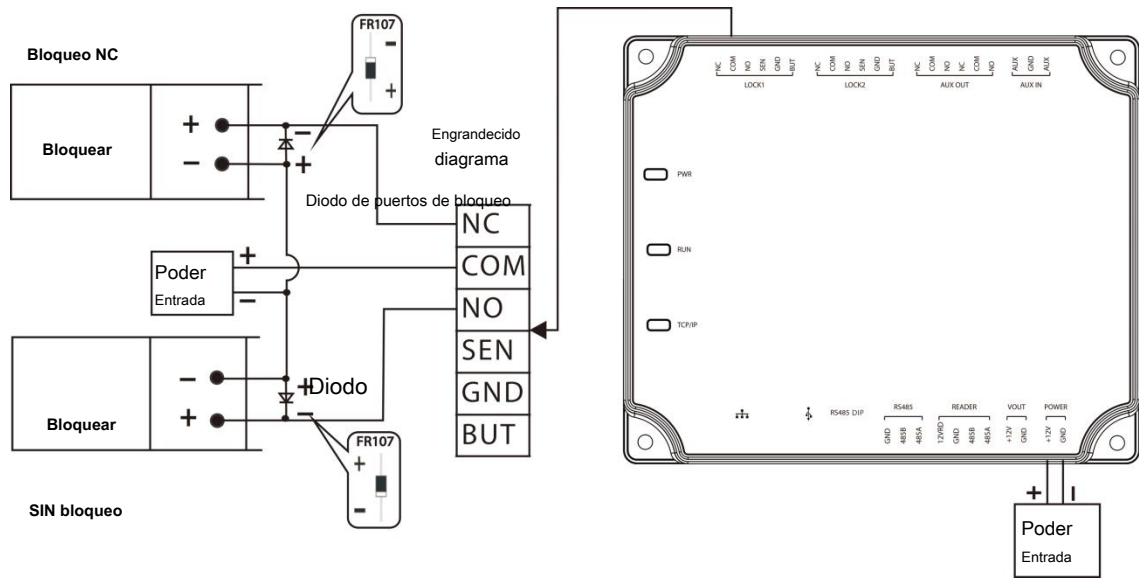 FR107
−
+
Bloqueo NC
Bloquear
+
−
−
+
Engrandecido
diagrama
Diodo de puertos de bloqueo
Poder
Entrada
+
−
NC
COM
NO
SEN
GND
BUT
Bloquear
−
+
+
−
Diodo
FR107
+
−
SIN bloqueo
NC COM NO SEN GND BUT
LOCK1
NC COM NO SEN GND BUT
LOCK2
NC COM NO NC COM NO
AUX OUT
AUX GND AUX
AUX IN
PWR
RUN
TCP/IP
RS485 DIP
RS485
GND 485B 485A
READER
12VRD GND 485B 485A
VOUT
+12V GND
POWER
+12V GND
+
−
Poder
Entrada